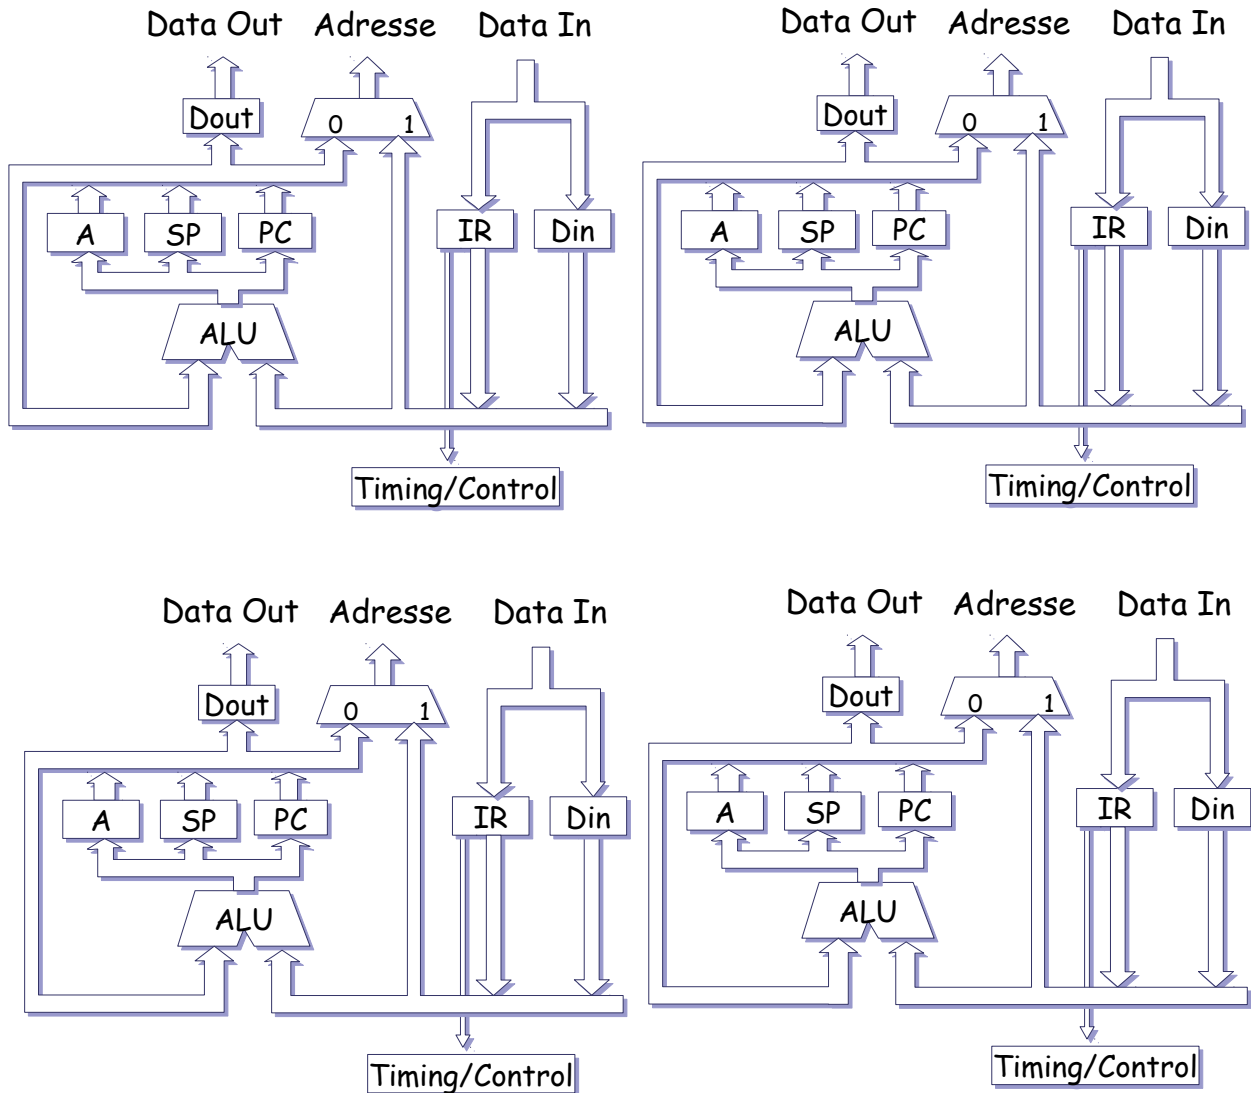 Data Out Adresse Data In
Dout 0 1
A SP PC IR Din
ALU
Timing/Control
Data Out Adresse Data In
Dout 0 1
A SP PC IR Din
ALU
Timing/Control
Data Out Adresse Data In
Dout 0 1
A SP PC IR Din
ALU
Timing/Control
Data Out Adresse Data In
Dout 0 1
A SP PC IR Din
ALU
Timing/Control